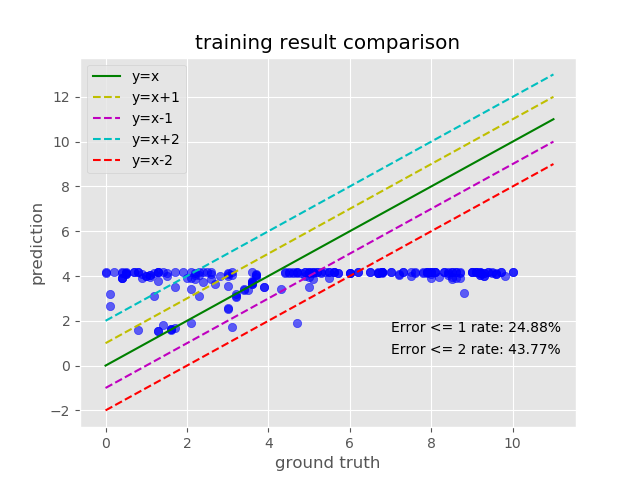 training result comparison
y=x
y=x+1
y=x-1
y=x+2
y=x-2
12
10
8
6
4
2
0
−2
prediction
Error <= 1 rate: 24.88%
Error <= 2 rate: 43.77%
0 2 4 6 8 10
ground truth